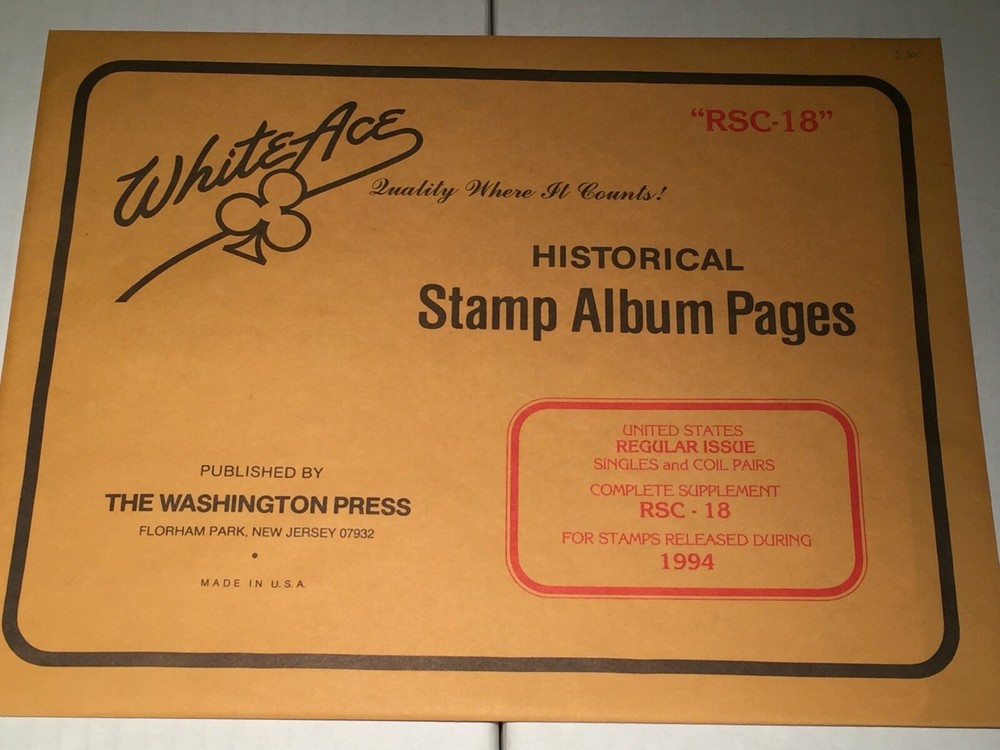 WhiteAce
"RSC-18"
Quality Where It Counts!
HISTORICAL
Stamp Album Pages
PUBLISHED BY
THE WASHINGTON PRESS
FLORHAM PARK, NEW JERSEY 07932
MADE IN U.S.A.
UNITED STATES
REGULAR ISSUE
SINGLES and COIL PAIRS
COMPLETE SUPPLEMENT
RSC - 18
FOR STAMPS RELEASED DURING
1994